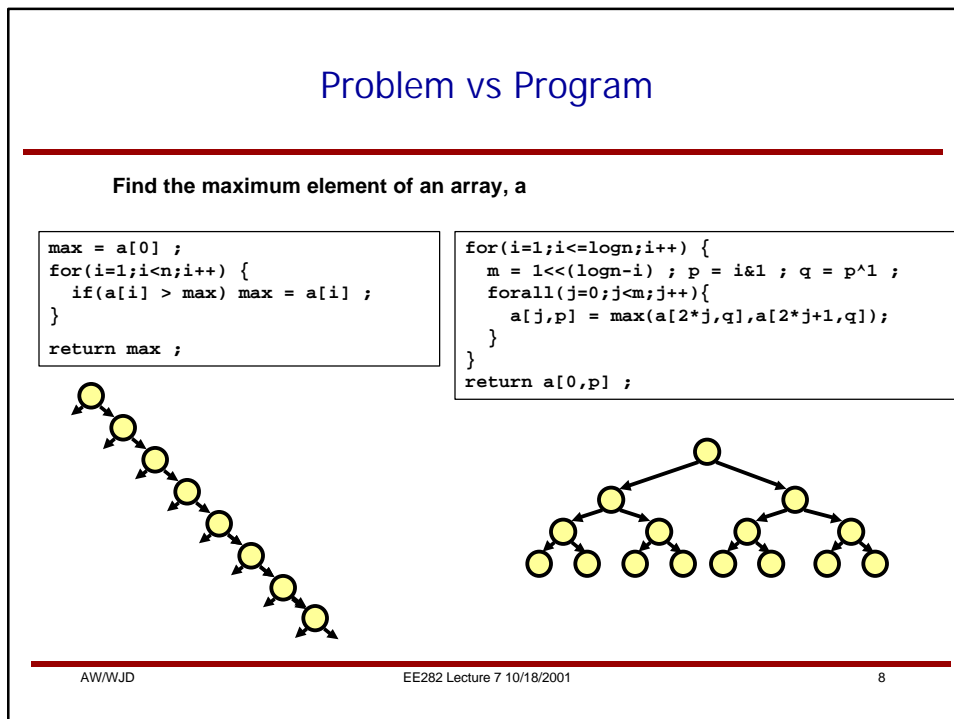 Problem vs Program
Find the maximum element of an array, a
max = a[0] ;
for(i=1;i<n;i++) {
  if(a[i] > max) max = a[i] ;
}
return max ;
for(i=1;i<=logn;i++) {
  m = 1<<(logn-i) ; p = i&1 ; q = p^1 ;
  forall(j=0;j<m;j++){
    a[j,p] = max(a[2*j,q],a[2*j+1,q]);
  }
}
return a[0,p] ;
AW/WJD
EE282 Lecture 7 10/18/2001
8